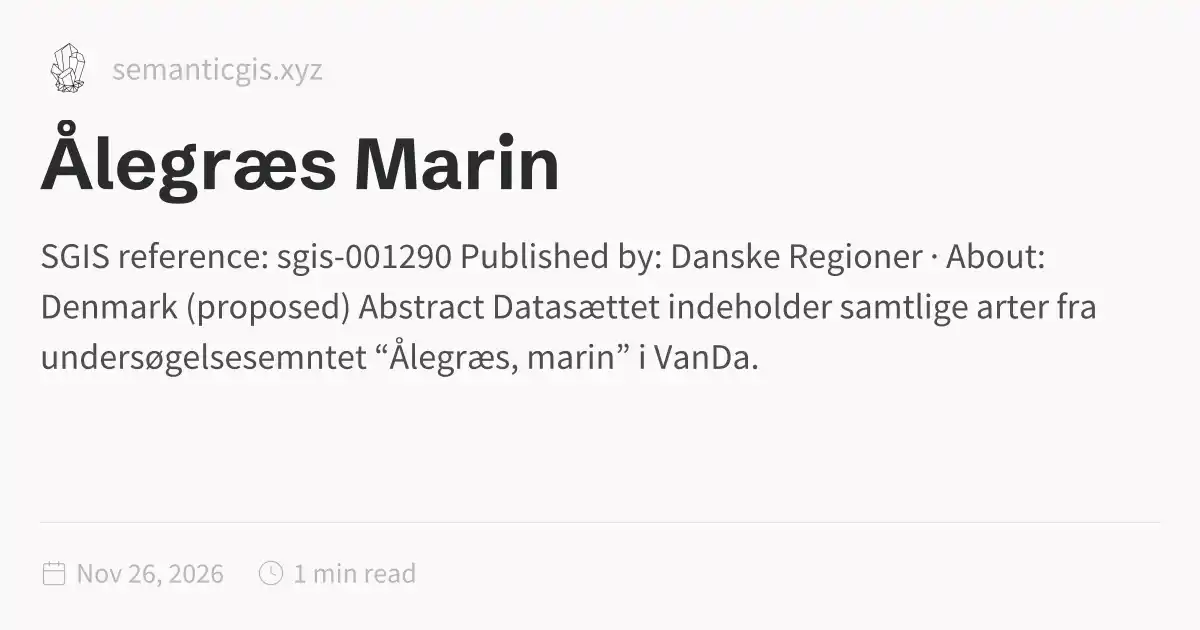 semanticgis.xyz
Ålegræs Marin
SGIS reference: sgis-001290 Published by: Danske Regioner · About:
Denmark (proposed) Abstract Datasættet indeholder samtlige arter fra
undersøgelsesemntet “Ålegræs, marin” i VanDa.
Nov 26, 2026 1 min read